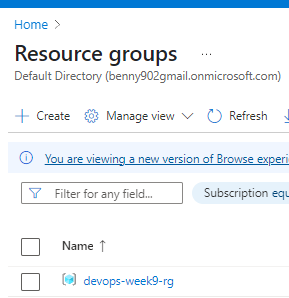 Home >
Resource groups ...
Default Directory (benny902gmail.onmicrosoft.com)
+ Create Manage view Refresh
You are viewing a new version of Browse experi
Filter for any field... Subscription equ
Name ↑
devops-week9-rg